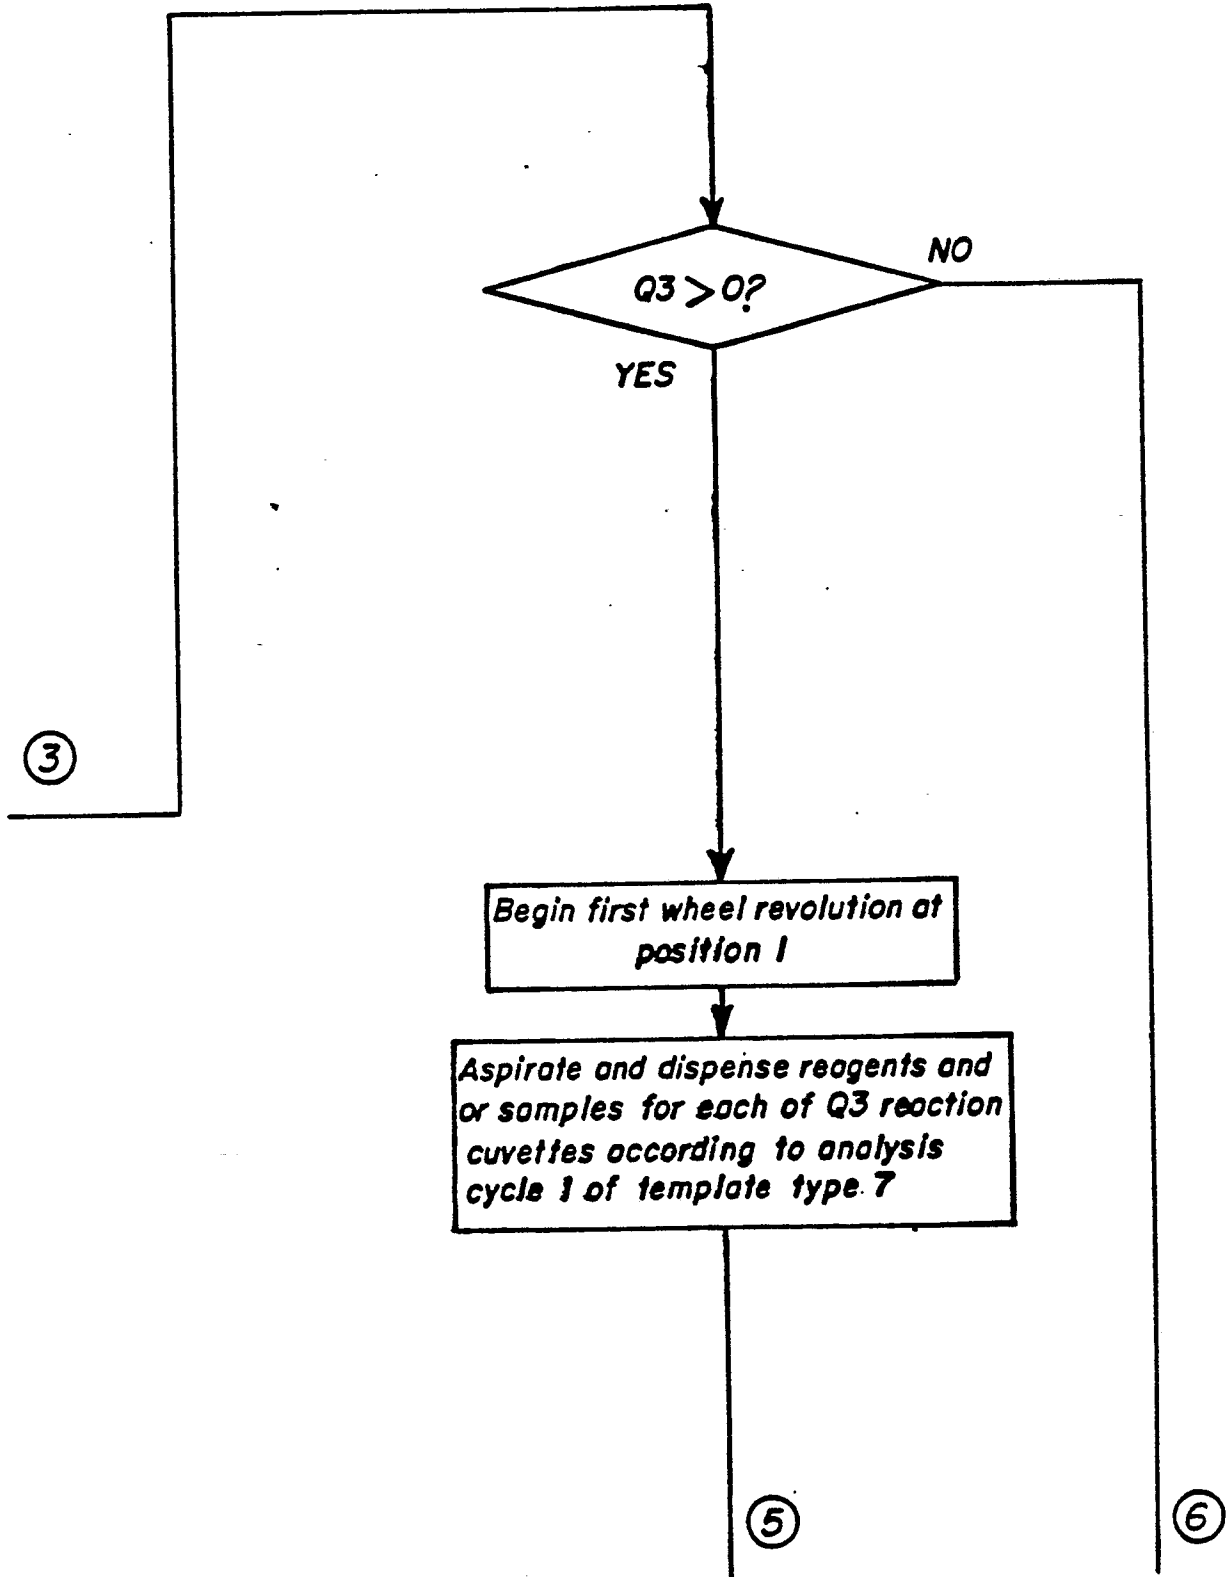 Q3 > 0?
NO
YES
3
Begin first wheel revolution at
position 1
Aspirate and dispense reagents and
or samples for each of Q3 reaction
cuvettes according to analysis
cycle 1 of template type 7
5
6